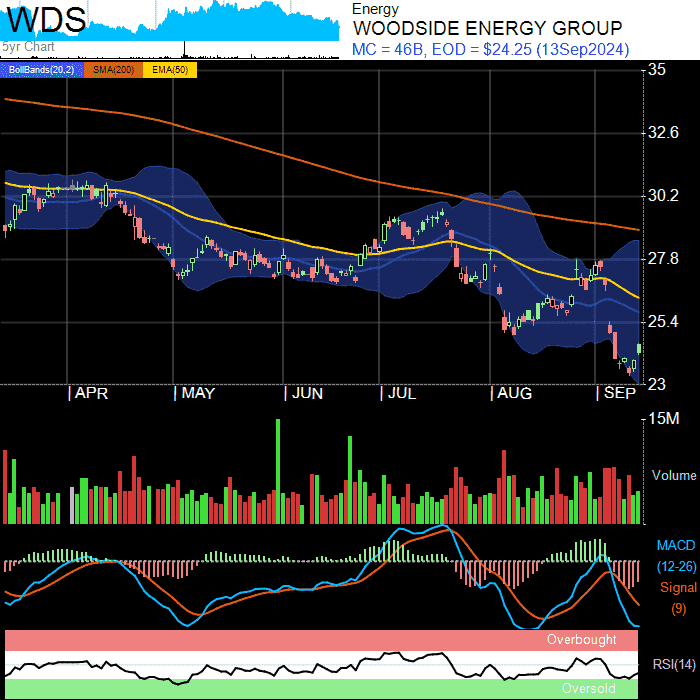 WDS
5yr Chart
Energy
WOODSIDE ENERGY GROUP
MC = 46B, EOD = $24.25 (13Sep2024)
BollBands(20,2) SMA(200) EMA(50)
35
32.6
30.2
27.8
25.4
23
APR MAY JUN JUL AUG SEP
15M
Volume
MACD
(12-26)
Signal
(9)
Overbought
RSI(14)
Oversold